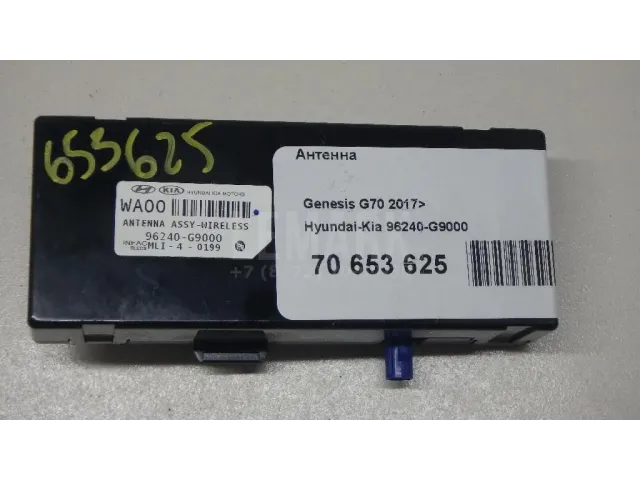 653625
HYUNDAI KIA MOTORS
WA00
ANTENNA ASSY-WIRELESS
96240-G9000
INFAC
MLI-4-0199
Антенна
Genesis G70 2017>
Hyundai-Kia 96240-G9000
70 653 625